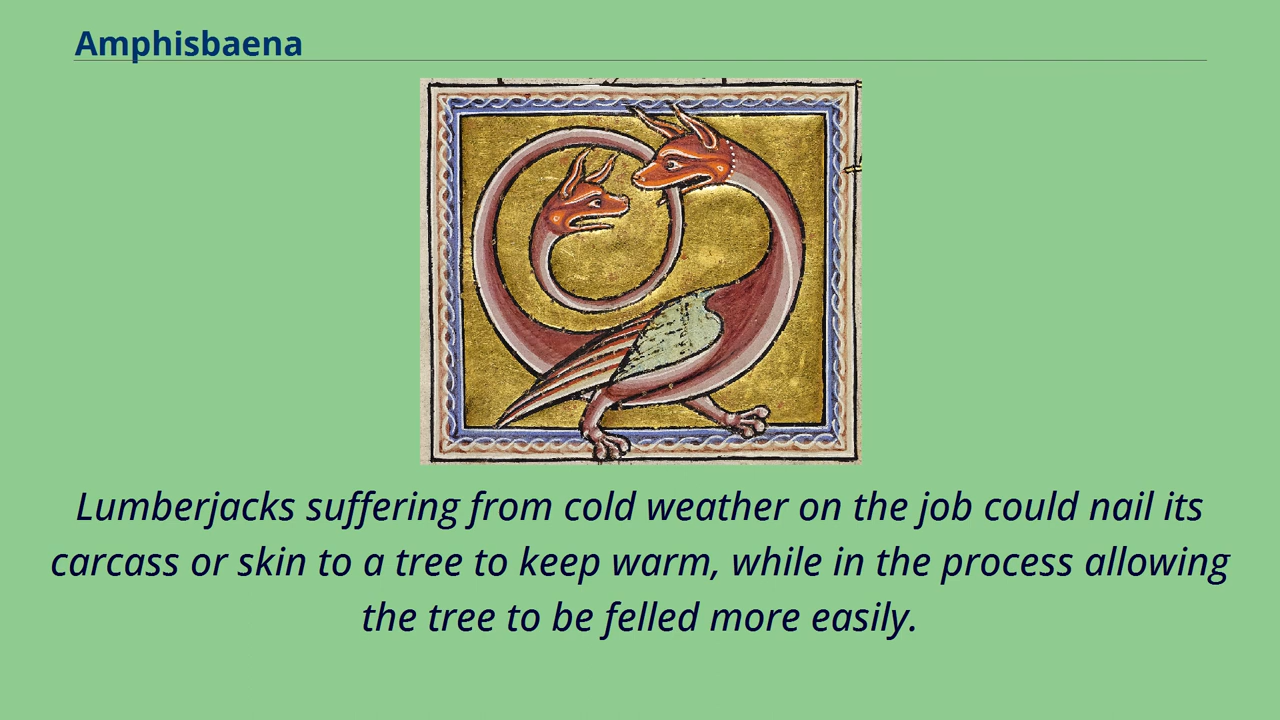 Amphisbaena
Lumberjacks suffering from cold weather on the job could nail its
carcass or skin to a tree to keep warm, while in the process allowing
the tree to be felled more easily.